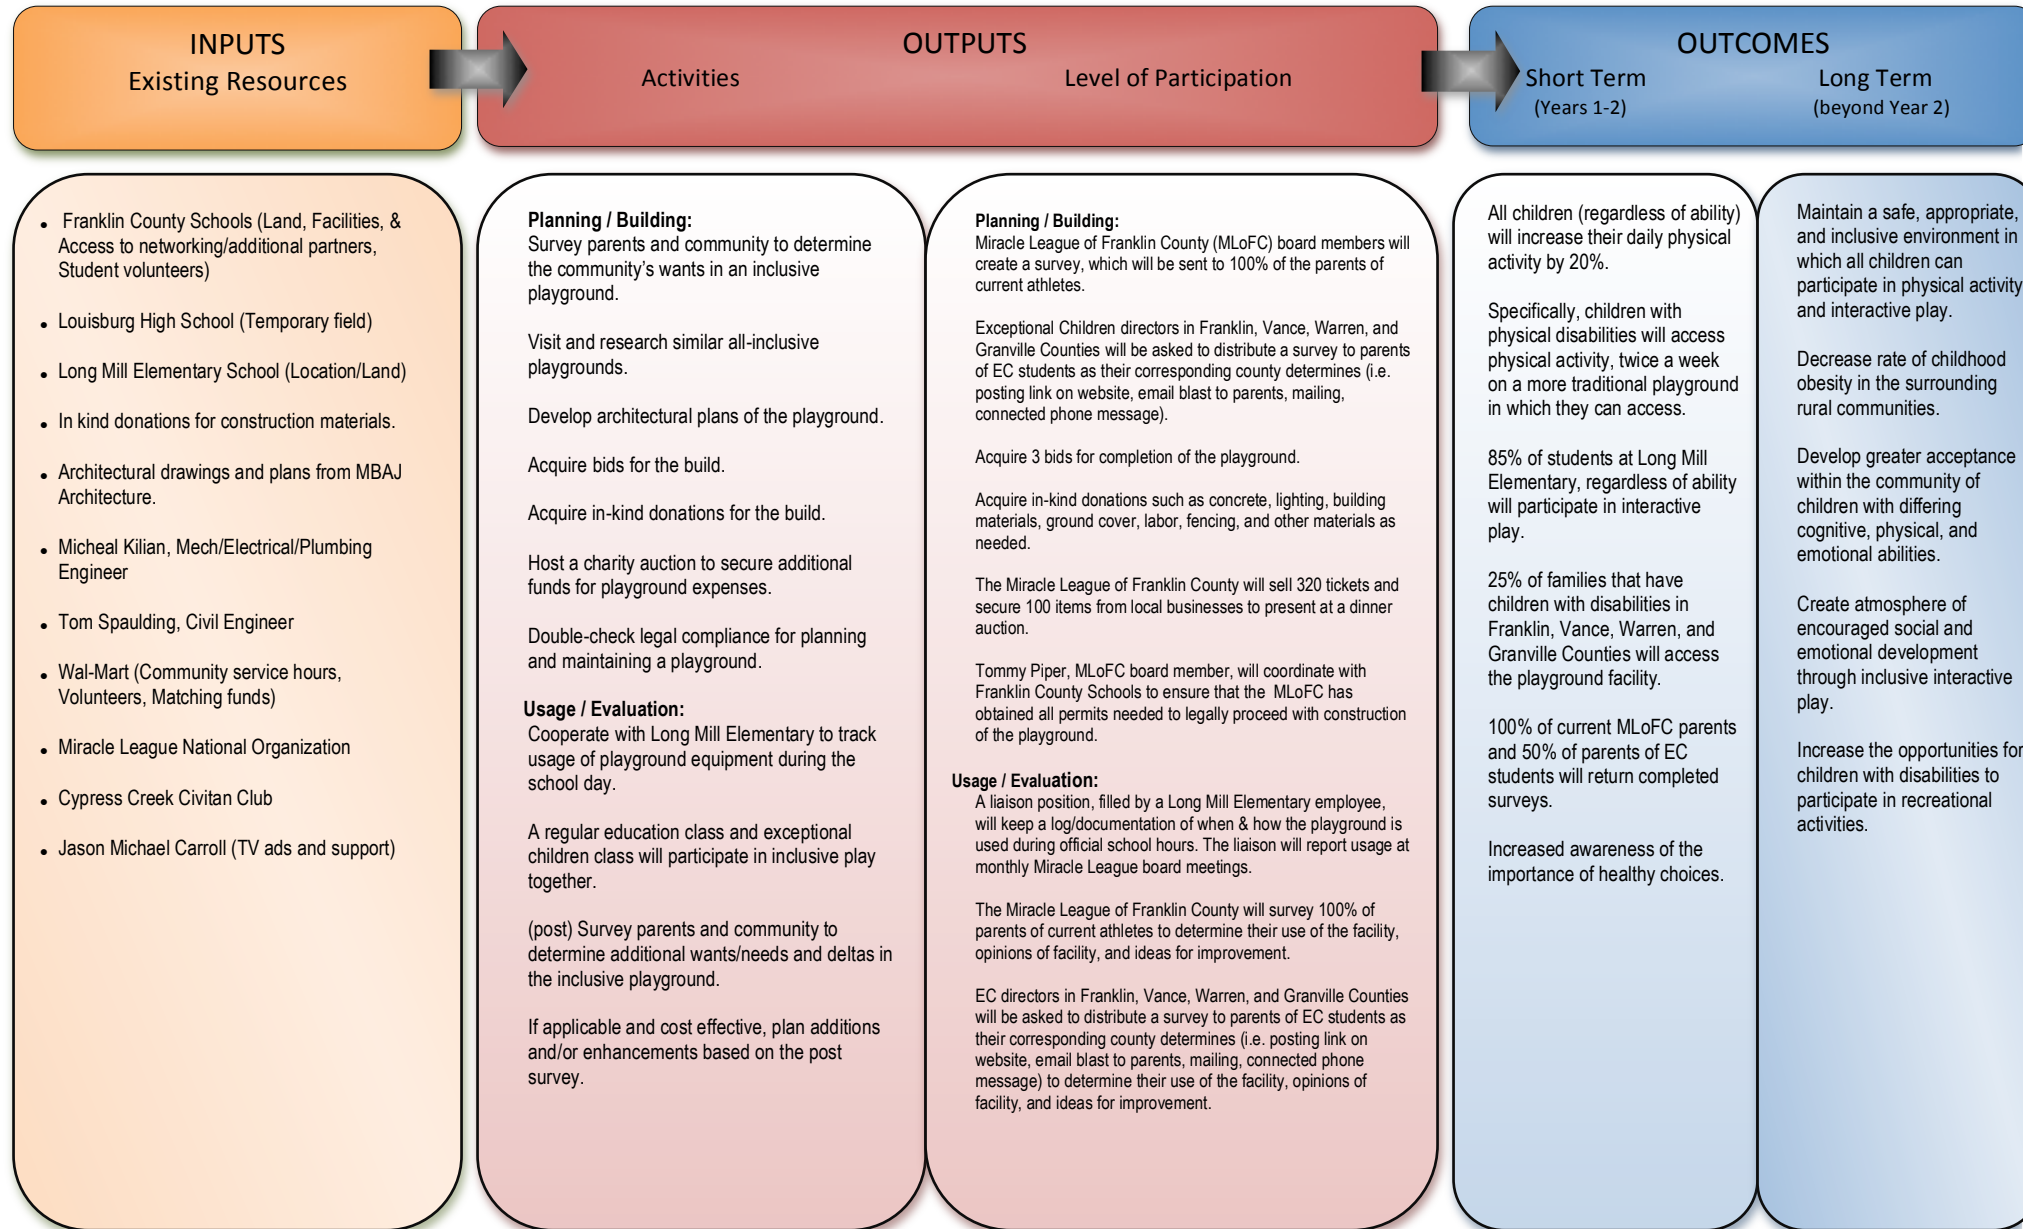 INPUTS
Existing Resources
OUTPUTS
Activities
Level of Participation
OUTCOMES
Short Term
(Years 1-2)
Long Term
(beyond Year 2)
• Franklin County Schools (Land, Facilities, &
Access to networking/additional partners,
Student volunteers)
• Louisburg High School (Temporary field)
• Long Mill Elementary School (Location/Land)
• In kind donations for construction materials.
• Architectural drawings and plans from MBAJ
Architecture.
• Micheal Kilian, Mech/Electrical/Plumbing
Engineer
• Tom Spaulding, Civil Engineer
• Wal-Mart (Community service hours,
Volunteers, Matching funds)
• Miracle League National Organization
• Cypress Creek Civitan Club
• Jason Michael Carroll (TV ads and support)
Planning / Building:
Survey parents and community to determine
the community’s wants in an inclusive
playground.
Visit and research similar all-inclusive
playgrounds.
Develop architectural plans of the playground.
Acquire bids for the build.
Acquire in-kind donations for the build.
Host a charity auction to secure additional
funds for playground expenses.
Double-check legal compliance for planning
and maintaining a playground.
Usage / Evaluation:
Cooperate with Long Mill Elementary to track
usage of playground equipment during the
school day.
A regular education class and exceptional
children class will participate in inclusive play
together.
(post) Survey parents and community to
determine additional wants/needs and deltas in
the inclusive playground.
If applicable and cost effective, plan additions
and/or enhancements based on the post
survey.
Planning / Building:
Miracle League of Franklin County (MLoFC) board members will
create a survey, which will be sent to 100% of the parents of
current athletes.
Exceptional Children directors in Franklin, Vance, Warren, and
Granville Counties will be asked to distribute a survey to parents
of EC students as their corresponding county determines (i.e.
posting link on website, email blast to parents, mailing,
connected phone message).
Acquire 3 bids for completion of the playground.
Acquire in-kind donations such as concrete, lighting, building
materials, ground cover, labor, fencing, and other materials as
needed.
The Miracle League of Franklin County will sell 320 tickets and
secure 100 items from local businesses to present at a dinner
auction.
Tommy Piper, MLoFC board member, will coordinate with
Franklin County Schools to ensure that the MLoFC has
obtained all permits needed to legally proceed with construction
of the playground.
Usage / Evaluation:
A liaison position, filled by a Long Mill Elementary employee,
will keep a log/documentation of when & how the playground is
used during official school hours. The liaison will report usage at
monthly Miracle League board meetings.
The Miracle League of Franklin County will survey 100% of
parents of current athletes to determine their use of the facility,
opinions of facility, and ideas for improvement.
EC directors in Franklin, Vance, Warren, and Granville Counties
will be asked to distribute a survey to parents of EC students as
their corresponding county determines (i.e. posting link on
website, email blast to parents, mailing, connected phone
message) to determine their use of the facility, opinions of
facility, and ideas for improvement.
All children (regardless of ability)
will increase their daily physical
activity by 20%.
Specifically, children with
physical disabilities will access
physical activity, twice a week
on a more traditional playground
in which they can access.
85% of students at Long Mill
Elementary, regardless of ability
will participate in interactive
play.
25% of families that have
children with disabilities in
Franklin, Vance, Warren, and
Granville Counties will access
the playground facility.
100% of current MLoFC parents
and 50% of parents of EC
students will return completed
surveys.
Increased awareness of the
importance of healthy choices.
Maintain a safe, appropriate,
and inclusive environment in
which all children can
participate in physical activity
and interactive play.
Decrease rate of childhood
obesity in the surrounding
rural communities.
Develop greater acceptance
within the community of
children with differing
cognitive, physical, and
emotional abilities.
Create atmosphere of
encouraged social and
emotional development
through inclusive interactive
play.
Increase the opportunities for
children with disabilities to
participate in recreational
activities.